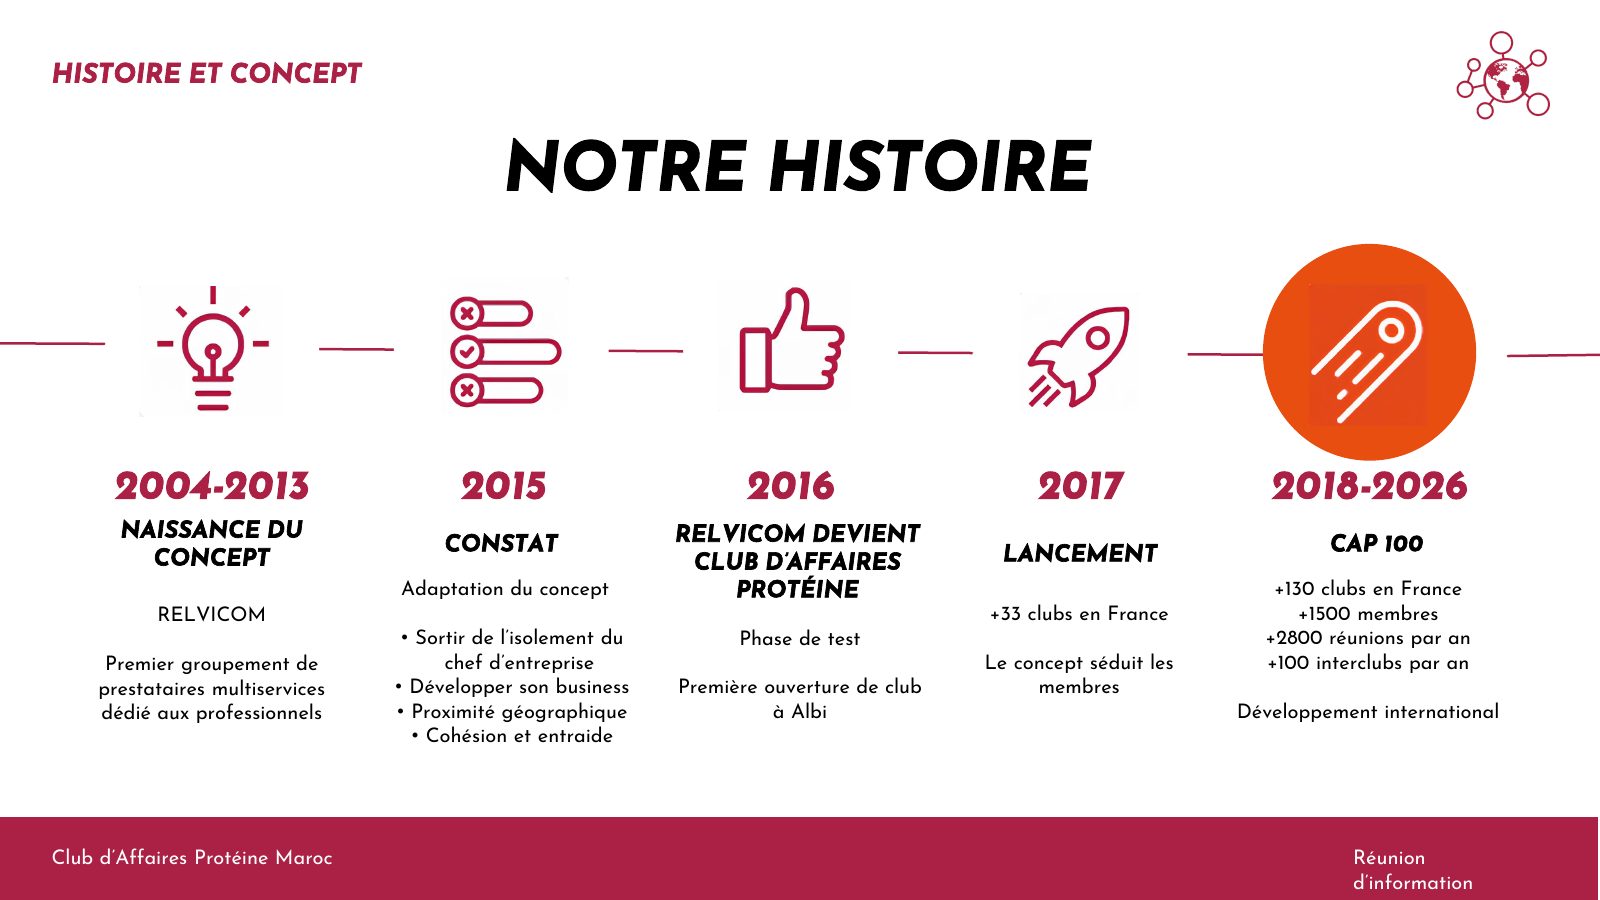 HISTOIRE ET CONCEPT
NOTRE HISTOIRE
2004-2013
NAISSANCE DU
CONCEPT
RELVICOM
Premier groupement de
prestataires multiservices
dédié aux professionnels
2015
CONSTAT
Adaptation du concept
• Sortir de l'isolement du
chef d'entreprise
• Développer son business
• Proximité géographique
• Cohésion et entraide
2016
RELVICOM DEVIENT
CLUB D'AFFAIRES
PROTÉINE
Phase de test
Première ouverture de club
à Albi
2017
LANCEMENT
+33 clubs en France
Le concept séduit les
membres
2018-2026
CAP 100
+130 clubs en France
+1500 membres
+2800 réunions par an
+100 interclubs par an
Développement international
Club d'Affaires Protéine Maroc
Réunion
d'information